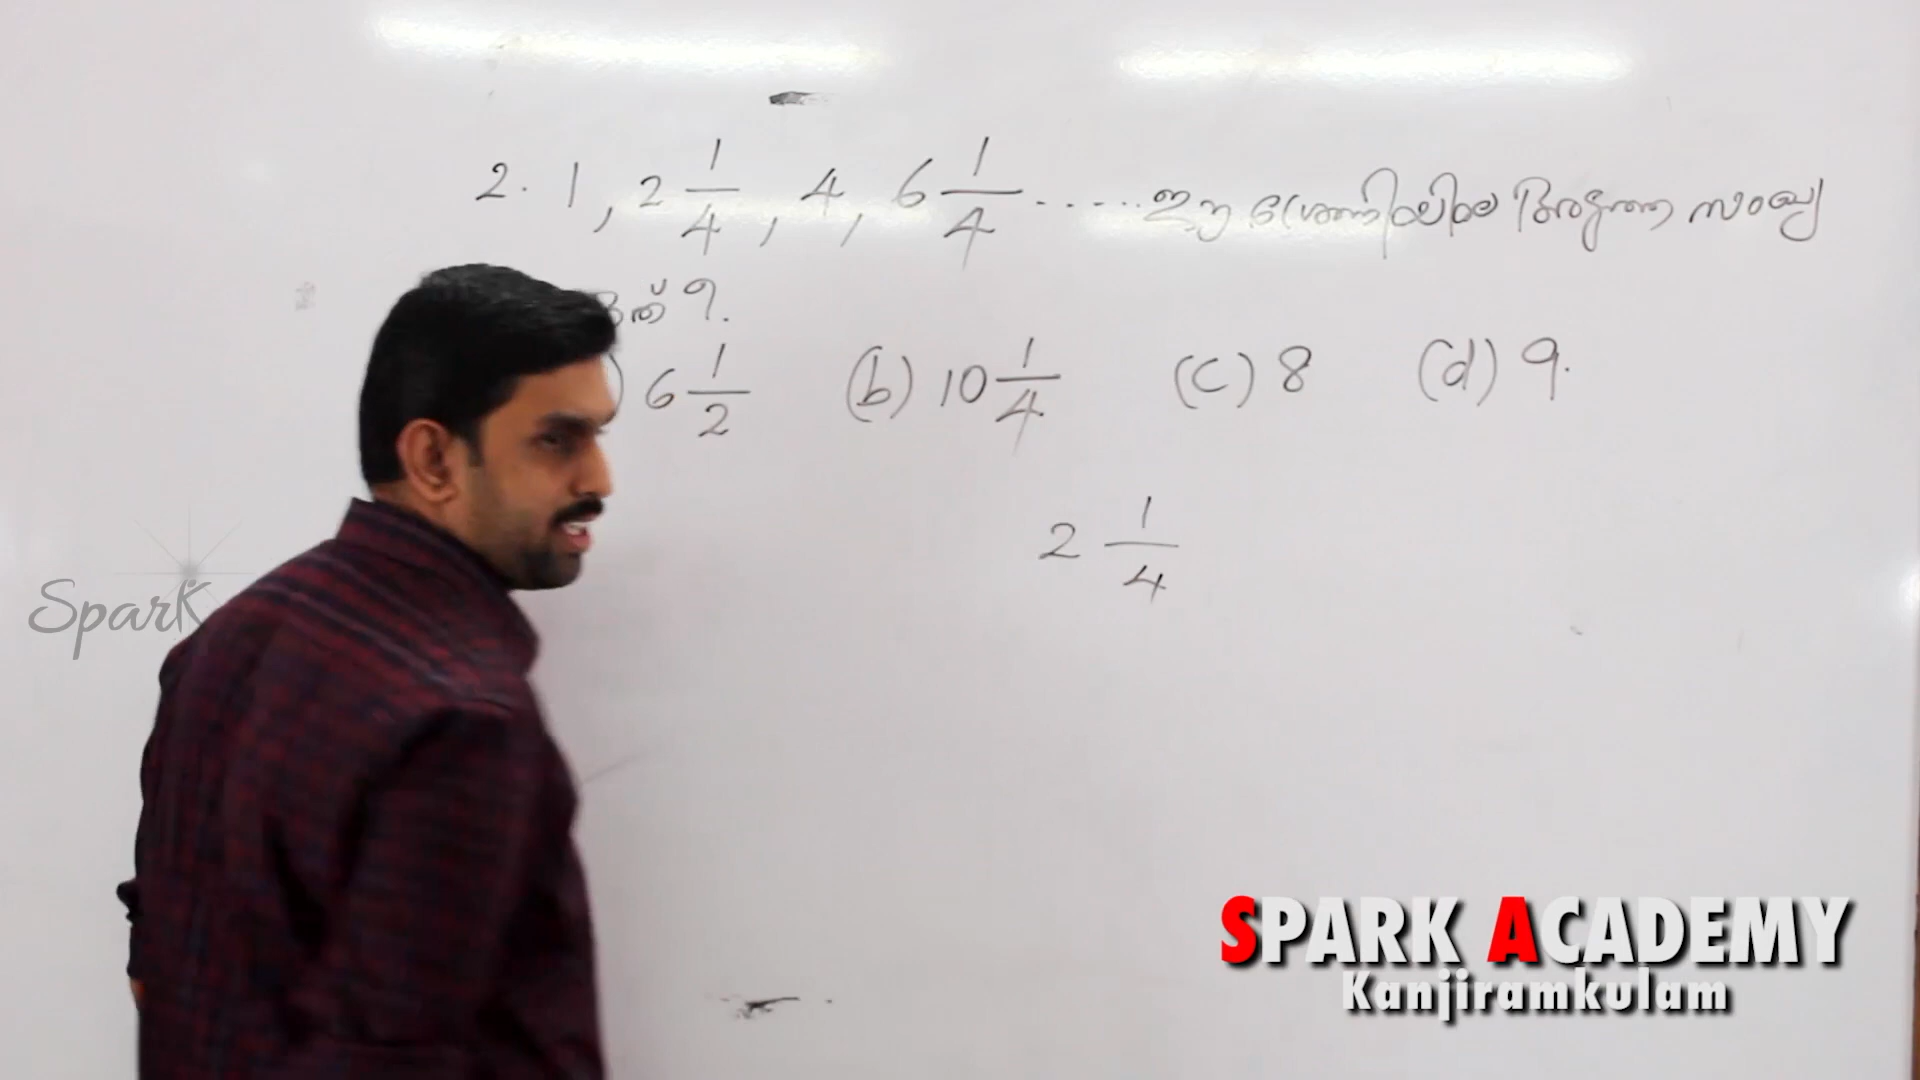 2. 1, 2 1/4, 4, 6 1/4 ...... ഈ ശ്രേണിയിലെ അടുത്ത സംഖ്യ
ത് ?.
) 6 1/2 (b) 10 1/4 (c) 8 (d) 9.
2 1/4
Spark
SPARK ACADEMY
Kanjiramkulam